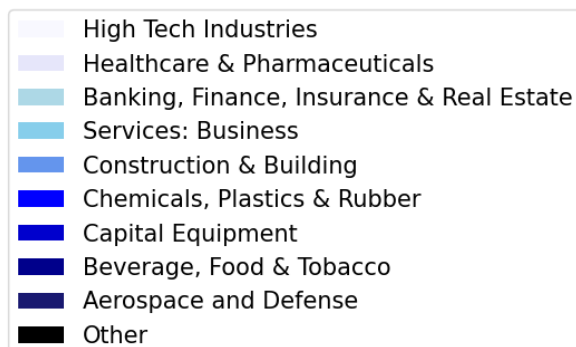 High Tech Industries
Healthcare & Pharmaceuticals
Banking, Finance, Insurance & Real Estate
Services: Business
Construction & Building
Chemicals, Plastics & Rubber
Capital Equipment
Beverage, Food & Tobacco
Aerospace and Defense
Other